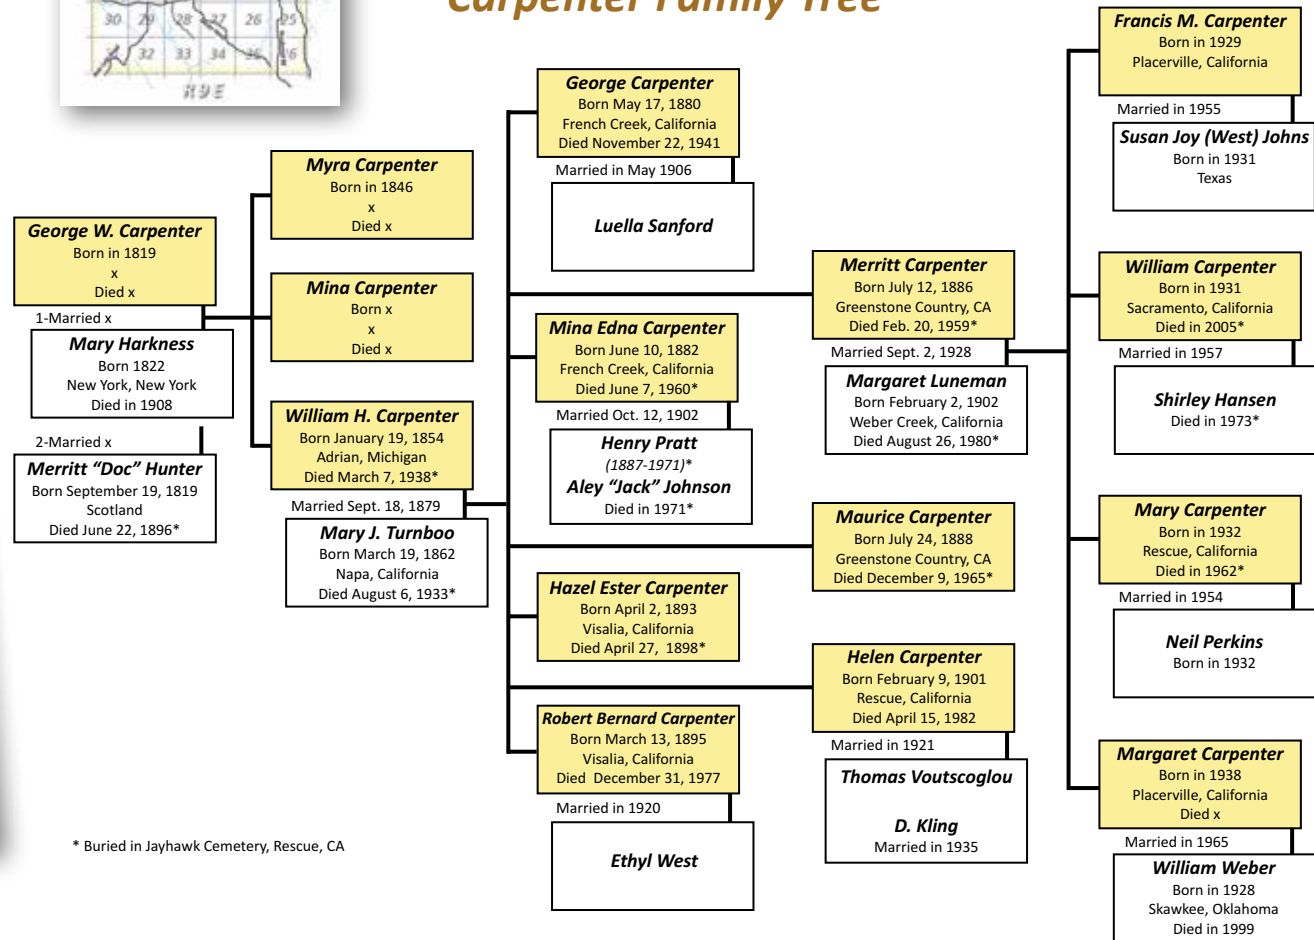 Carpenter Family Tree
30 29 28 27 26 25
32 33 34
R9E
George W. Carpenter
Born in 1819
x
Died x
1-Married x
Mary Harkness
Born 1822
New York, New York
Died in 1908
2-Married x
Merritt “Doc” Hunter
Born September 19, 1819
Scotland
Died June 22, 1896*
Myra Carpenter
Born in 1846
x
Died x
Mina Carpenter
Born x
x
Died x
William H. Carpenter
Born January 19, 1854
Adrian, Michigan
Died March 7, 1938*
Married Sept. 18, 1879
Mary J. Turnboo
Born March 19, 1862
Napa, California
Died August 6, 1933*
George Carpenter
Born May 17, 1880
French Creek, California
Died November 22, 1941
Married in May 1906
Luella Sanford
Mina Edna Carpenter
Born June 10, 1882
French Creek, California
Died June 7, 1960*
Married Oct. 12, 1902
Henry Pratt
(1887-1971)*
Aley “Jack” Johnson
Died in 1971*
Hazel Ester Carpenter
Born April 2, 1893
Visalia, California
Died April 27, 1898*
Robert Bernard Carpenter
Born March 13, 1895
Visalia, California
Died December 31, 1977
Married in 1920
Ethyl West
Merritt Carpenter
Born July 12, 1886
Greenstone Country, CA
Died Feb. 20, 1959*
Married Sept. 2, 1928
Margaret Luneman
Born February 2, 1902
Weber Creek, California
Died August 26, 1980*
Maurice Carpenter
Born July 24, 1888
Greenstone Country, CA
Died December 9, 1965*
Helen Carpenter
Born February 9, 1901
Rescue, California
Died April 15, 1982
Married in 1921
Thomas Voutscoglou
D. Kling
Married in 1935
Francis M. Carpenter
Born in 1929
Placerville, California
Married in 1955
Susan Joy (West) Johns
Born in 1931
Texas
William Carpenter
Born in 1931
Sacramento, California
Died in 2005*
Married in 1957
Shirley Hansen
Died in 1973*
Mary Carpenter
Born in 1932
Rescue, California
Died in 1962*
Married in 1954
Neil Perkins
Born in 1932
Margaret Carpenter
Born in 1938
Placerville, California
Died x
Married in 1965
William Weber
Born in 1928
Skawkee, Oklahoma
Died in 1999
* Buried in Jayhawk Cemetery, Rescue, CA